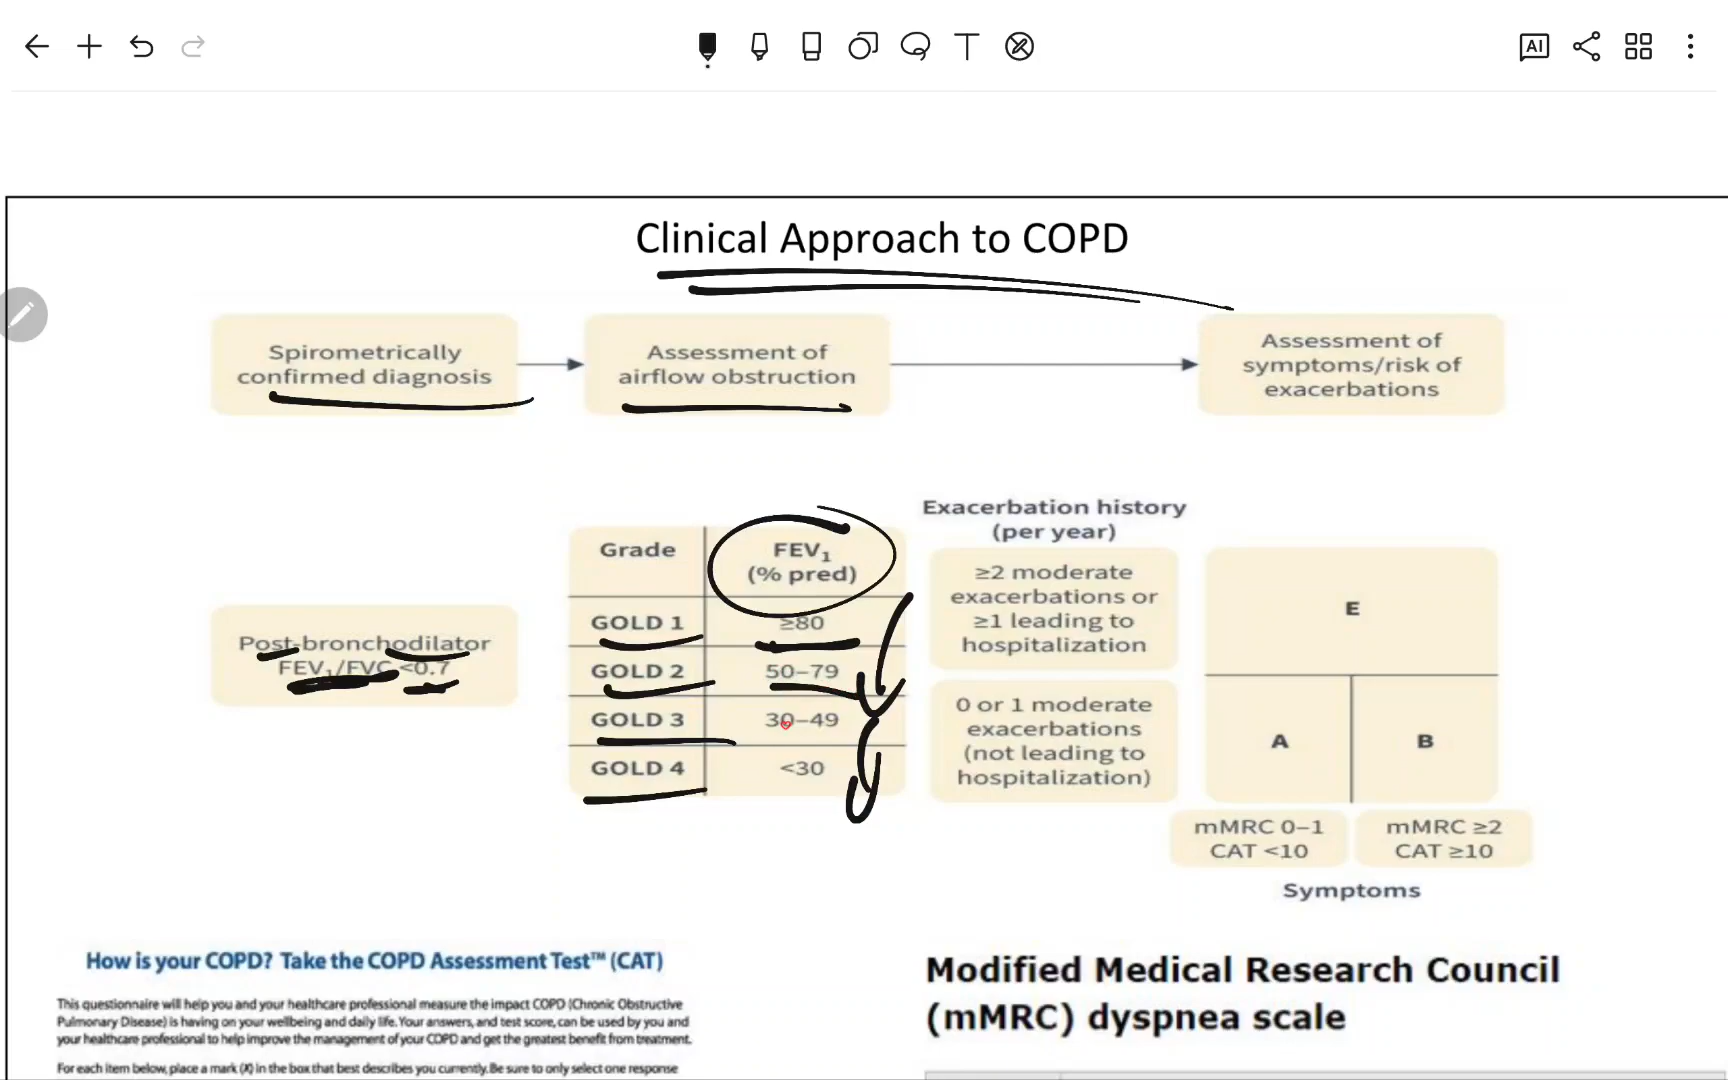 AI
T
Clinical Approach to COPD
Spirometrically
confirmed diagnosis
Assessment of
airflow obstruction
Assessment of
symptoms/risk of
exacerbations
Post-bronchodilator
FEV₁/FVC <0.7
Grade
FEV₁
(% pred)
GOLD 1
≥80
GOLD 2
50–79
GOLD 3
30–49
GOLD 4
<30
Exacerbation history
(per year)
≥2 moderate
exacerbations or
≥1 leading to
hospitalization
0 or 1 moderate
exacerbations
(not leading to
hospitalization)
E
A
B
mMRC 0–1
CAT <10
mMRC ≥2
CAT ≥10
Symptoms
How is your COPD? Take the COPD Assessment Test™ (CAT)
This questionnaire will help you and your healthcare professional measure the impact COPD (Chronic Obstructive
Pulmonary Disease) is having on your wellbeing and daily life. Your answers, and test score, can be used by you and
your healthcare professional to help improve the management of your COPD and get the greatest benefit from treatment.
For each item below, place a mark (X) in the box that best describes you currently. Be sure to only select one response
Modified Medical Research Council
(mMRC) dyspnea scale